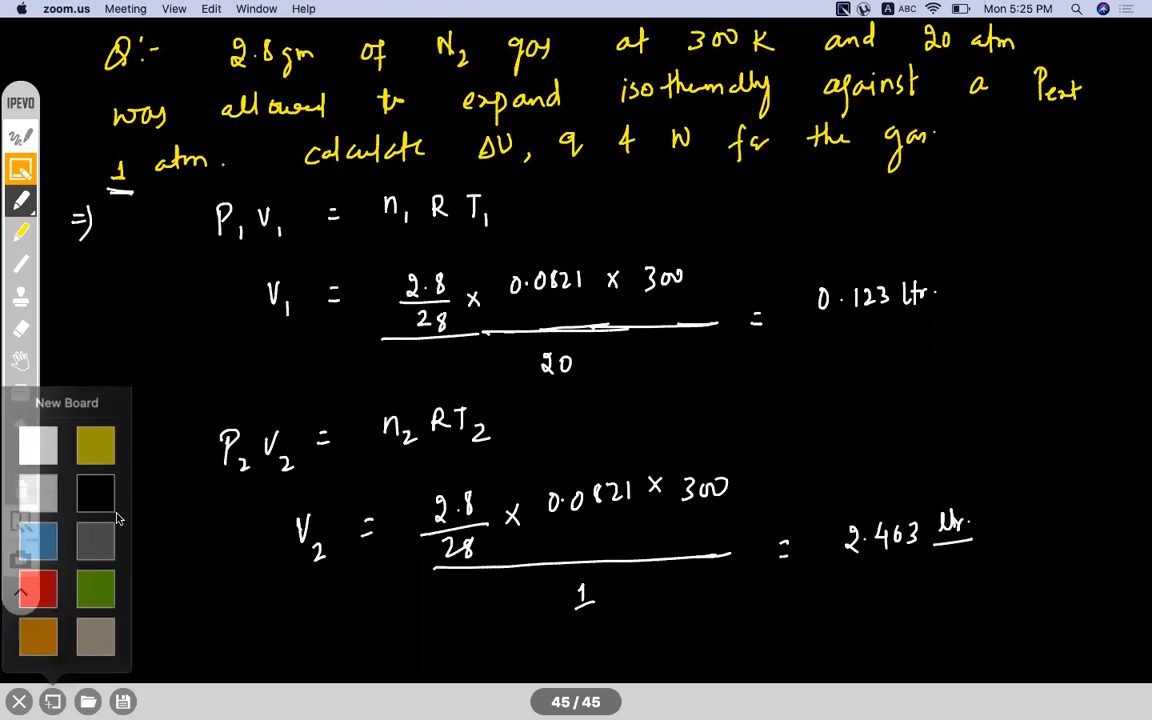 zoom.us Meeting View Edit Window Help
A ABC Mon 5:25 PM
IPEVO
Q:- 2.8 gm of N2 gas at 300 K and 20 atm
was allowed to expand isothermally against a Pext
1 atm. Calculate ΔU, q & W for the gas.
=) P1 V1 = n1 R T1
V1 = 2.8/28 × 0.0821 × 300 / 20 = 0.123 ltr.
P2 V2 = n2 RT2
V2 = 2.8/28 × 0.0821 × 300 / 1 = 2.463 ltr.
New Board
45 / 45